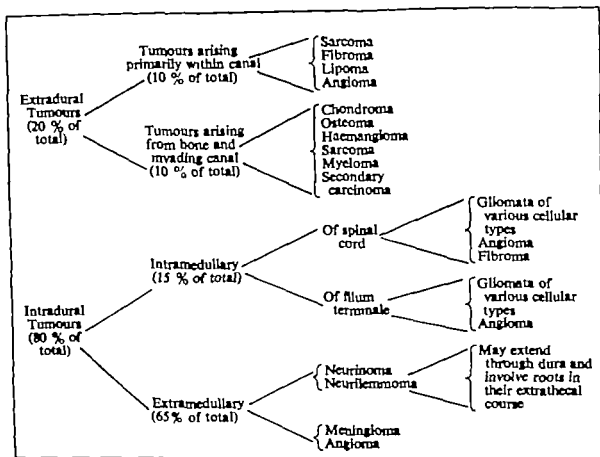 Extradural
Tumours
(20 % of
total)
Tumours arising
primarily within canal
(10 % of total)
Sarcoma
Fibroma
Lipoma
Angioma
Tumours arising
from bone and
invading canal
(10 % of total)
Chondroma
Osteoma
Haemangioma
Sarcoma
Myeloma
Secondary
carcinoma
Intradural
Tumours
(80 % of
total)
Intramedullary
(15 % of total)
Of spinal
cord
Gliomata of
various cellular
types
Angioma
Fibroma
Of filum
terminale
Gliomata of
various cellular
types
Angioma
Extramedullary
(65% of total)
Neurinoma
Neurilemmoma
May extend
through dura and
involve roots in
their extrathecal
course
Meningioma
Angioma